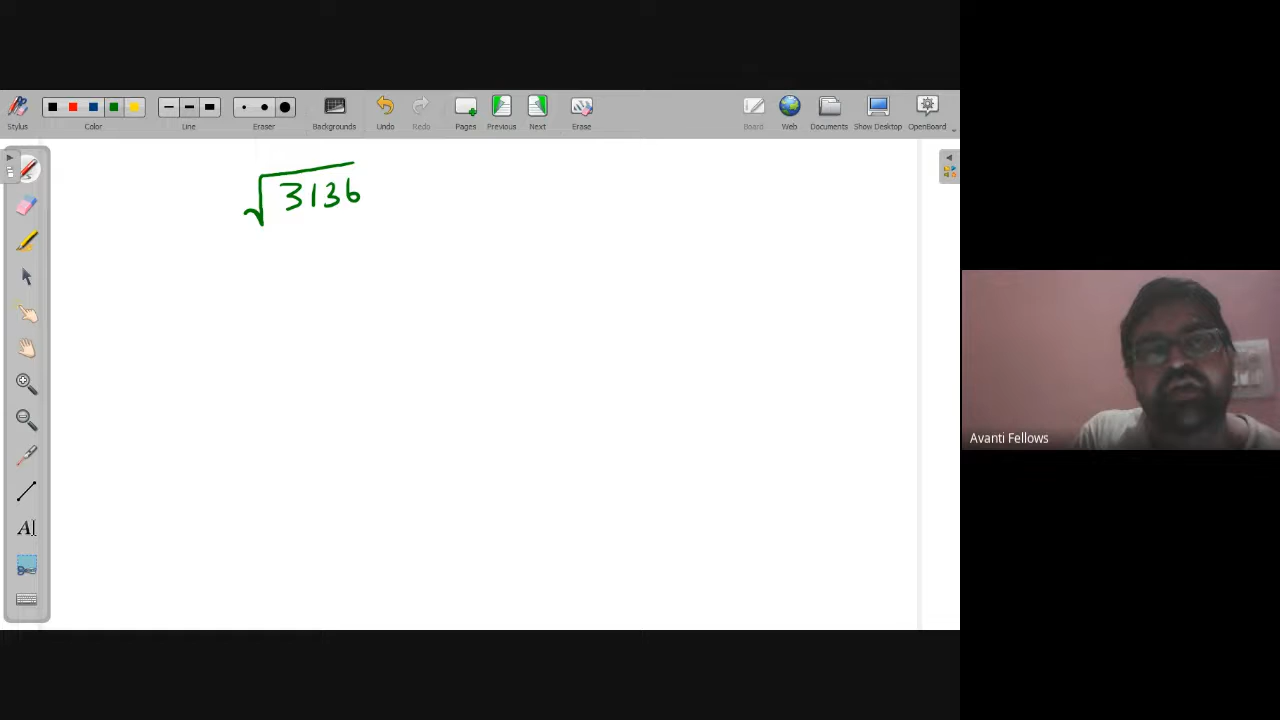 Stylus
Color
Line
Eraser
Backgrounds
Undo
Redo
Pages
Previous
Next
Erase
Board
Web
Documents
Show Desktop
OpenBoard
√3136
A
Avanti Fellows